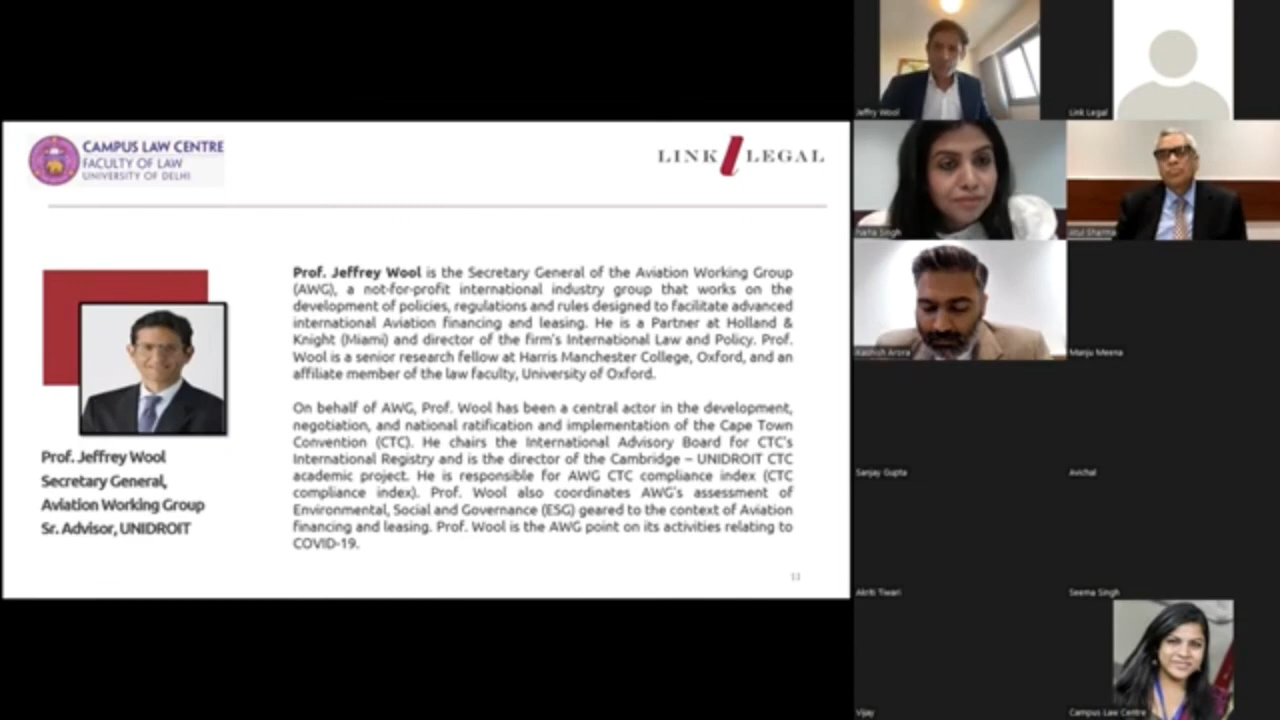 CAMPUS LAW CENTRE
FACULTY OF LAW
UNIVERSITY OF DELHI
LINK LEGAL
Prof. Jeffrey Wool is the Secretary General of the Aviation Working Group
(AWG), a not-for-profit international industry group that works on the
development of policies, regulations and rules designed to facilitate advanced
international Aviation financing and leasing. He is a Partner at Holland &
Knight (Miami) and director of the firm's International Law and Policy. Prof.
Wool is a senior research fellow at Harris Manchester College, Oxford, and an
affiliate member of the law faculty, University of Oxford.
On behalf of AWG, Prof. Wool has been a central actor in the development,
negotiation, and national ratification and implementation of the Cape Town
Convention (CTC). He chairs the International Advisory Board for CTC's
International Registry and is the director of the Cambridge – UNIDROIT CTC
academic project. He is responsible for AWG CTC compliance index (CTC
compliance index). Prof. Wool also coordinates AWG's assessment of
Environmental, Social and Governance (ESG) geared to the context of Aviation
financing and leasing. Prof. Wool is the AWG point on its activities relating to
COVID-19.
Prof. Jeffrey Wool
Secretary General,
Aviation Working Group
Sr. Advisor, UNIDROIT
11
Jeffry Wool
Link Legal
Singh
Atul Sharma
Arora
Manju Meena
Sanjay Gupta
Avichal
Akriti Tiwari
Seema Singh
Vijay
Campus Law Centre